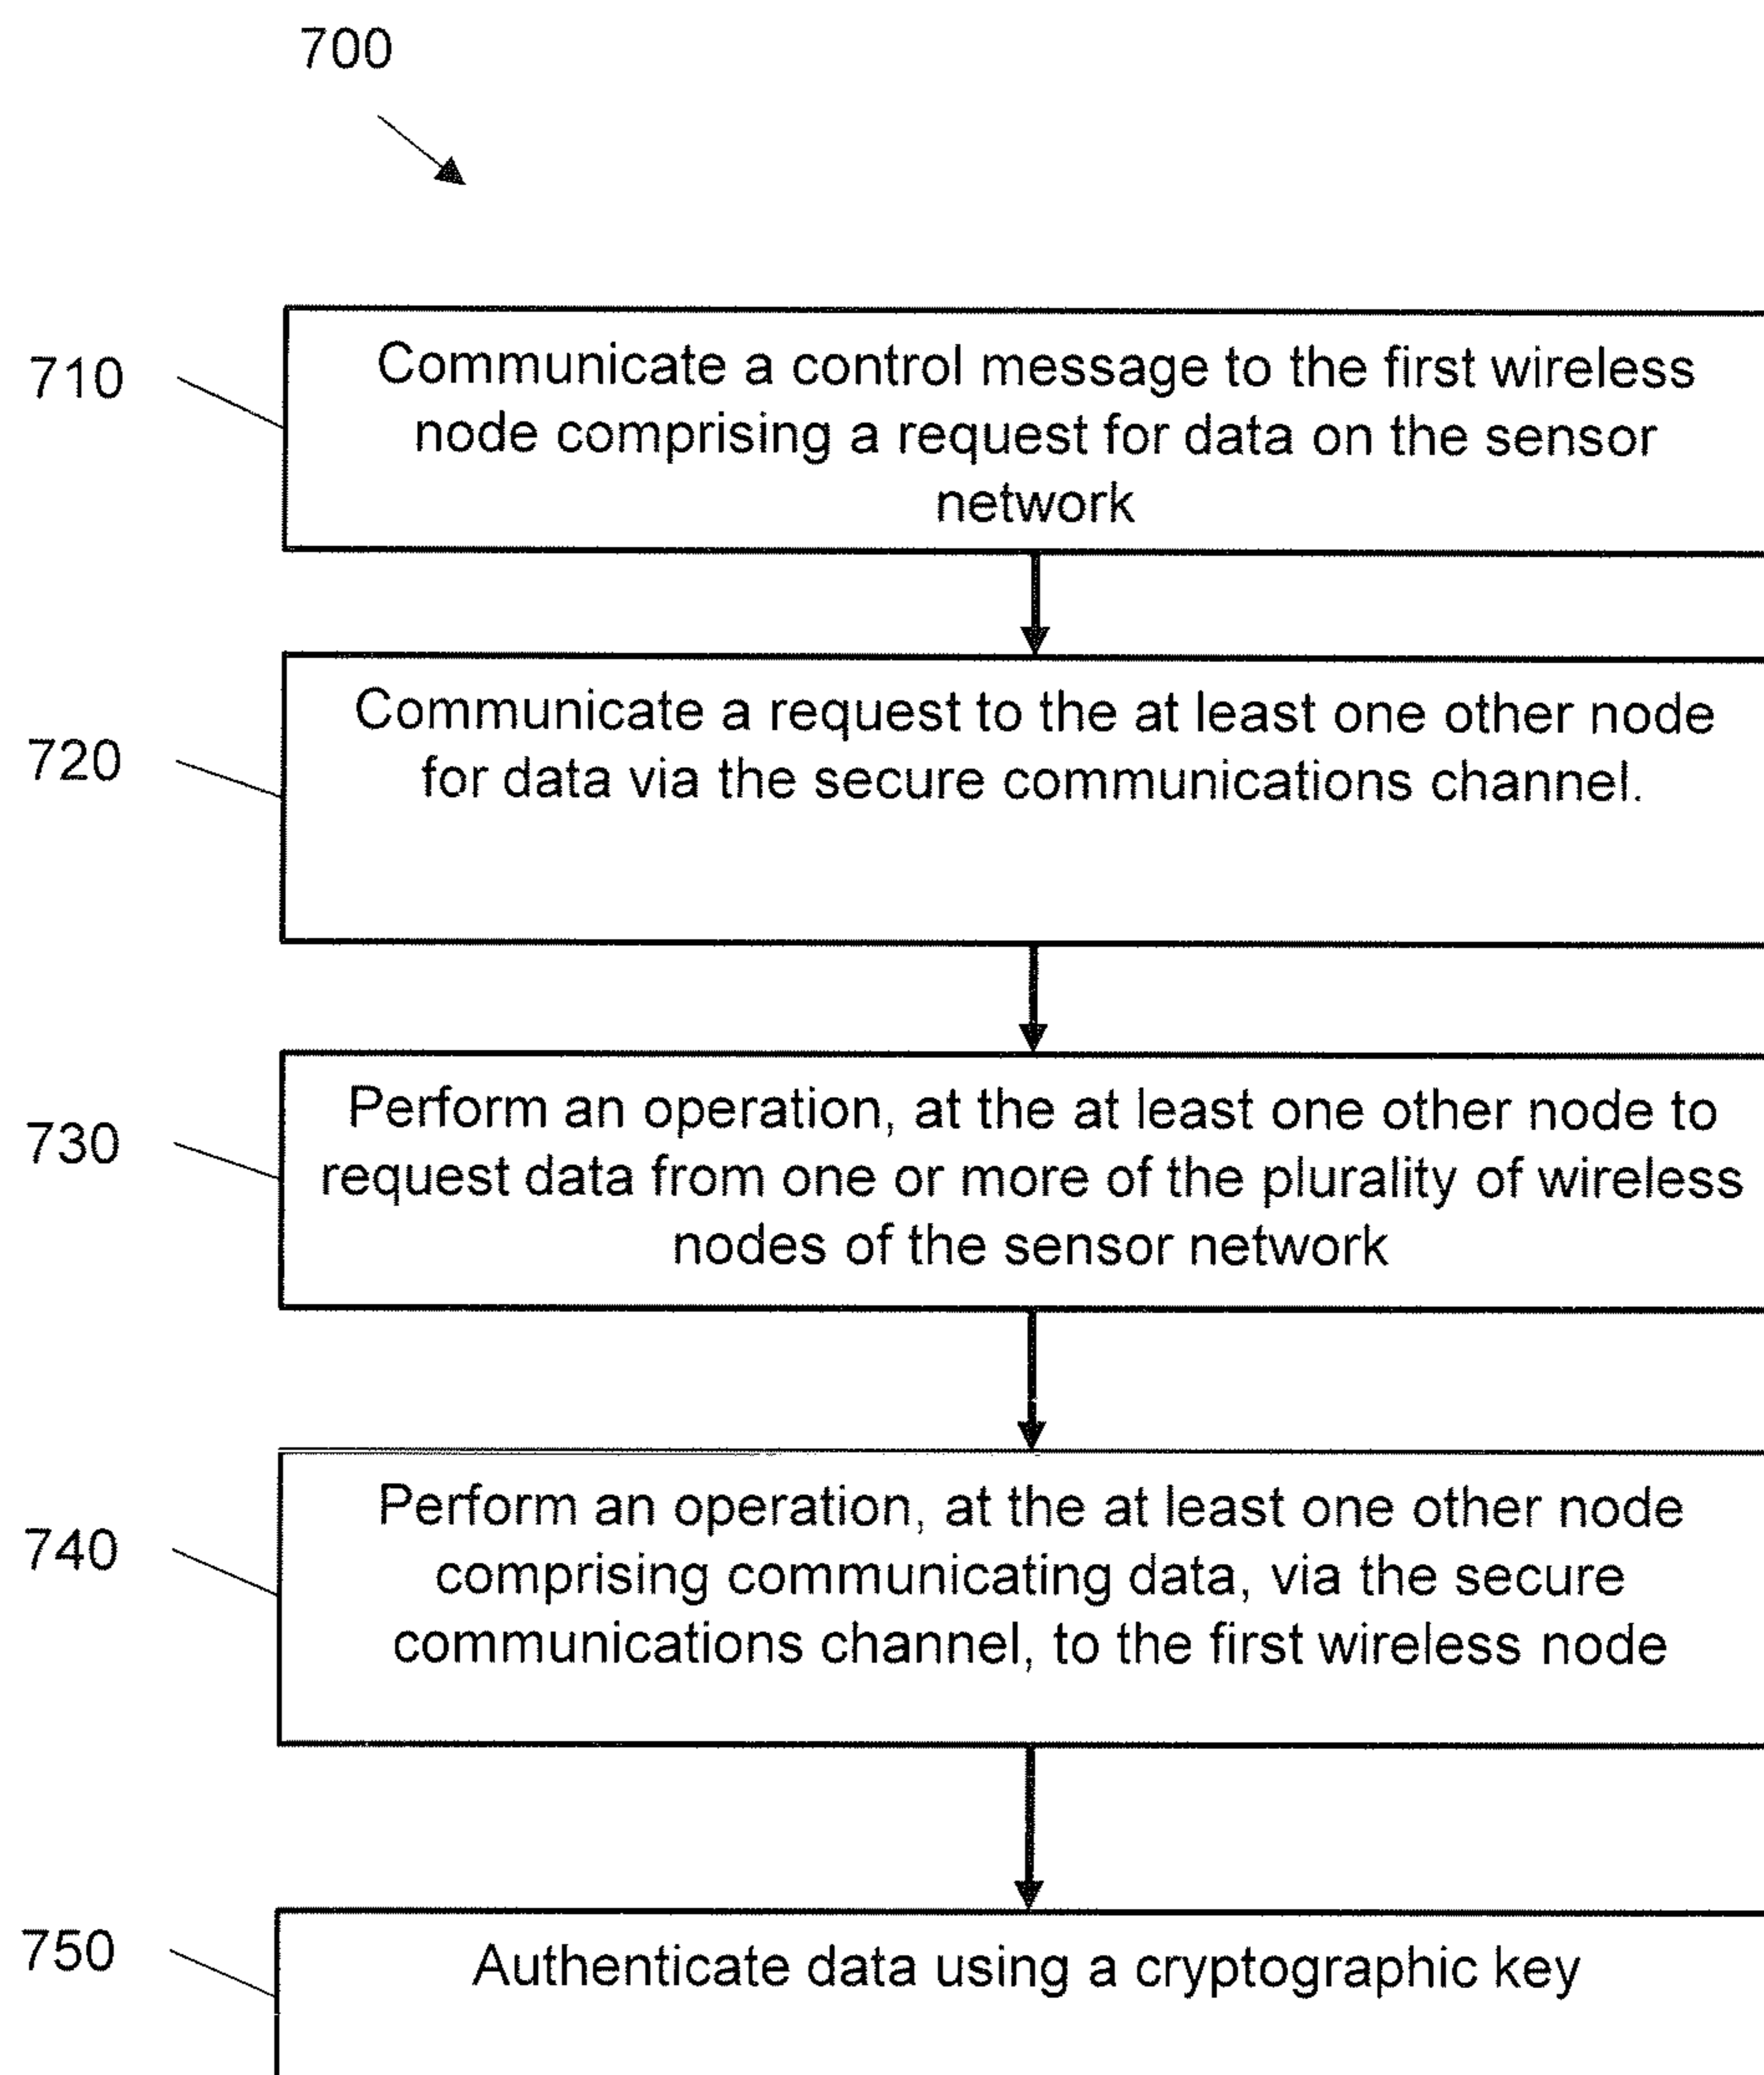 700
710
Communicate a control message to the first wireless
node comprising a request for data on the sensor
network
720
Communicate a request to the at least one other node
for data via the secure communications channel.
730
Perform an operation, at the at least one other node to
request data from one or more of the plurality of wireless
nodes of the sensor network
740
Perform an operation, at the at least one other node
comprising communicating data, via the secure
communications channel, to the first wireless node
750
Authenticate data using a cryptographic key